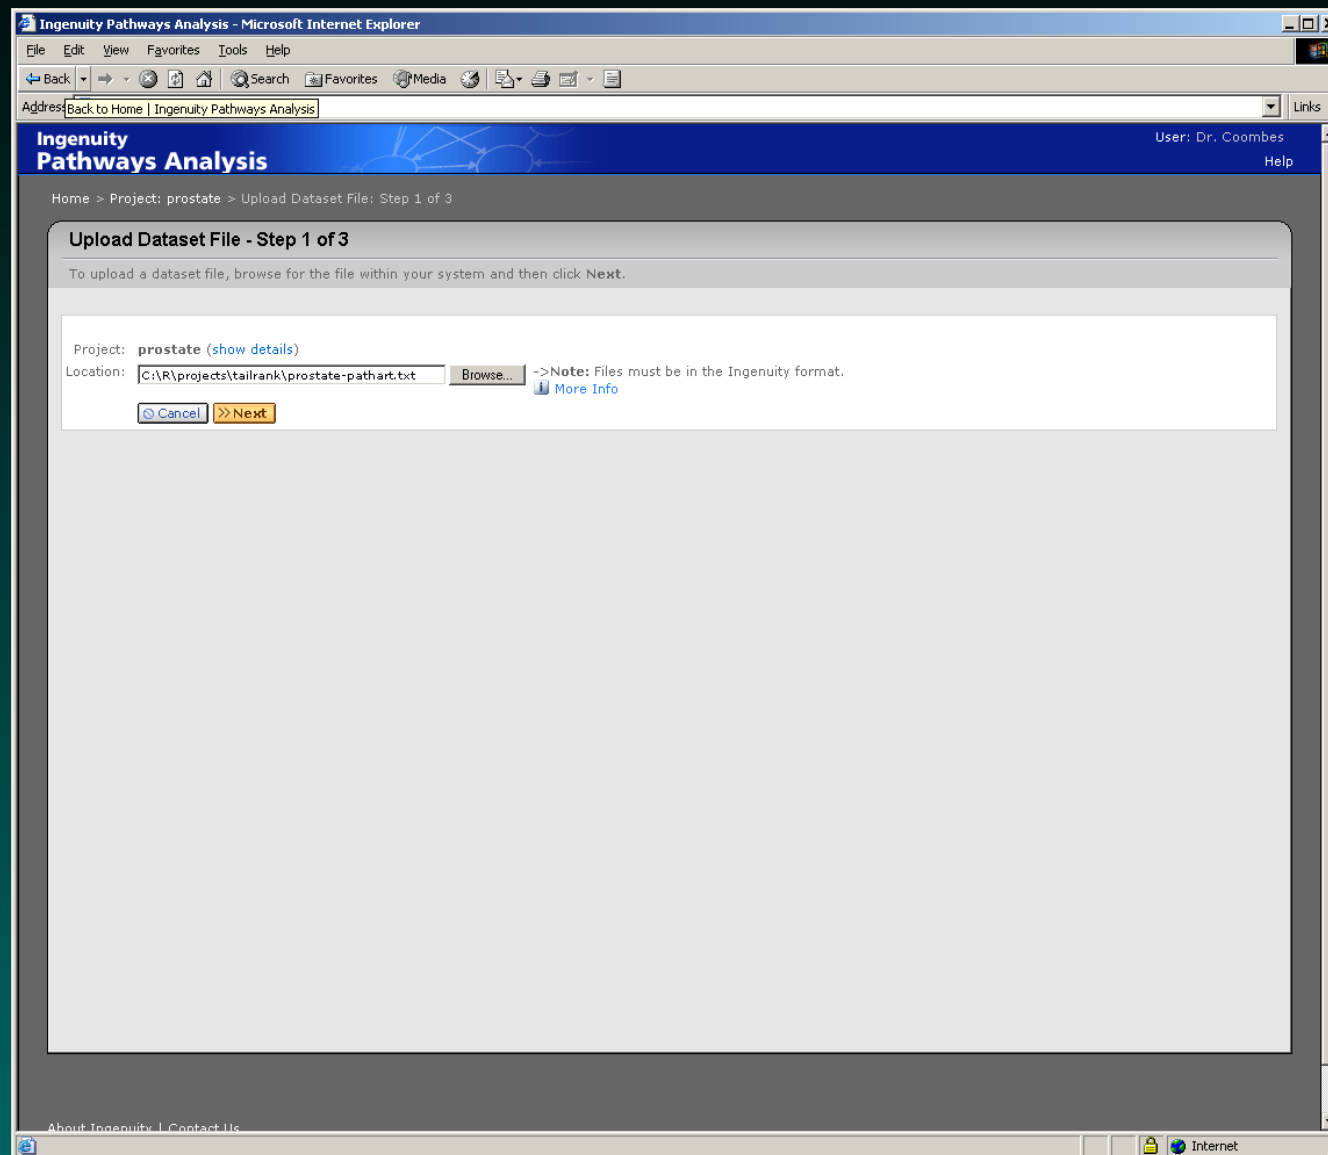 Ingenuity Pathways Analysis - Microsoft Internet Explorer
File Edit View Favorites Tools Help
Back Search Favorites Media
Address Back to Home | Ingenuity Pathways Analysis Links
Ingenuity
Pathways Analysis
User: Dr. Coombes
Help
Home > Project: prostate > Upload Dataset File: Step 1 of 3
Upload Dataset File - Step 1 of 3
To upload a dataset file, browse for the file within your system and then click Next.
Project: prostate (show details)
Location: C:\R\projects\tailrank\prostate-pathart.txt Browse... ->Note: Files must be in the Ingenuity format.
More Info
Cancel >>Next
About Ingenuity | Contact Us
Internet